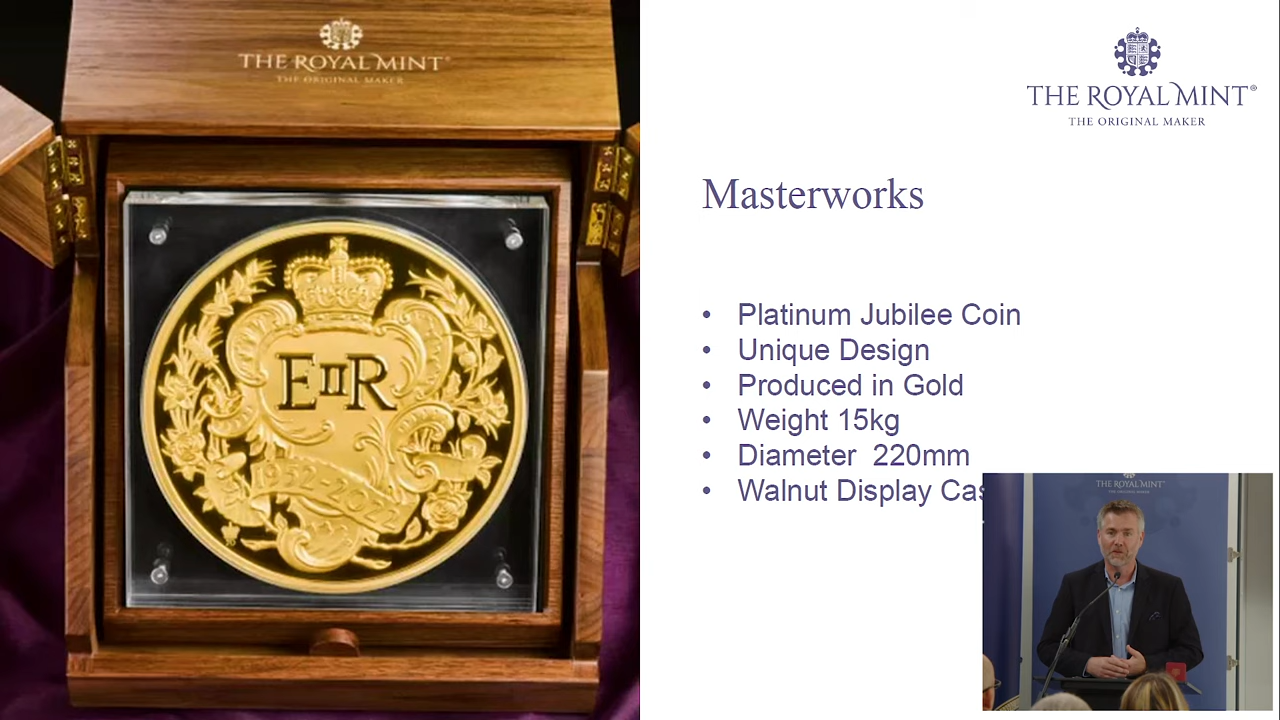 THE ROYAL MINT®
THE ORIGINAL MAKER
EIIR
1952-2022
THE ROYAL MINT®
THE ORIGINAL MAKER
Masterworks
• Platinum Jubilee Coin
• Unique Design
• Produced in Gold
• Weight 15kg
• Diameter 220mm
• Walnut Display Cas
THE ROYAL MINT
THE ORIGINAL MAKER